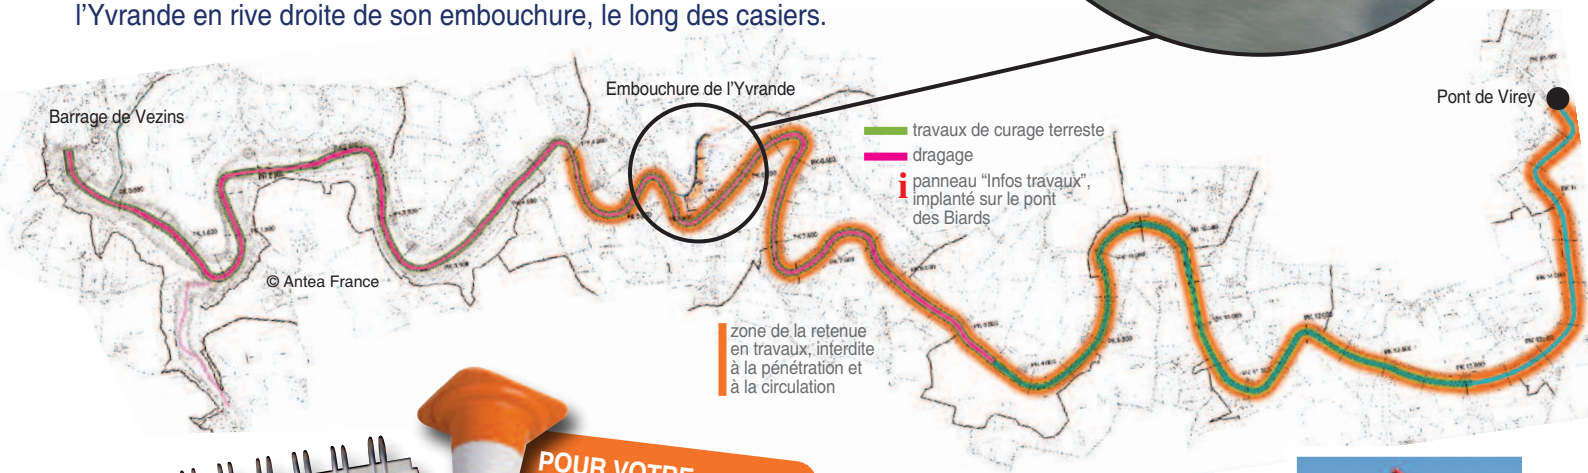 l'Yvrande en rive droite de son embouchure, le long des casiers.
Embouchure de l'Yvrande
Barrage de Vezins
Pont de Virey
travaux de curage terreste
dragage
i panneau “Infos travaux”,
implanté sur le pont
des Biards
© Antea France
zone de la retenue
en travaux, interdite
à la pénétration et
à la circulation
POUR VOTRE